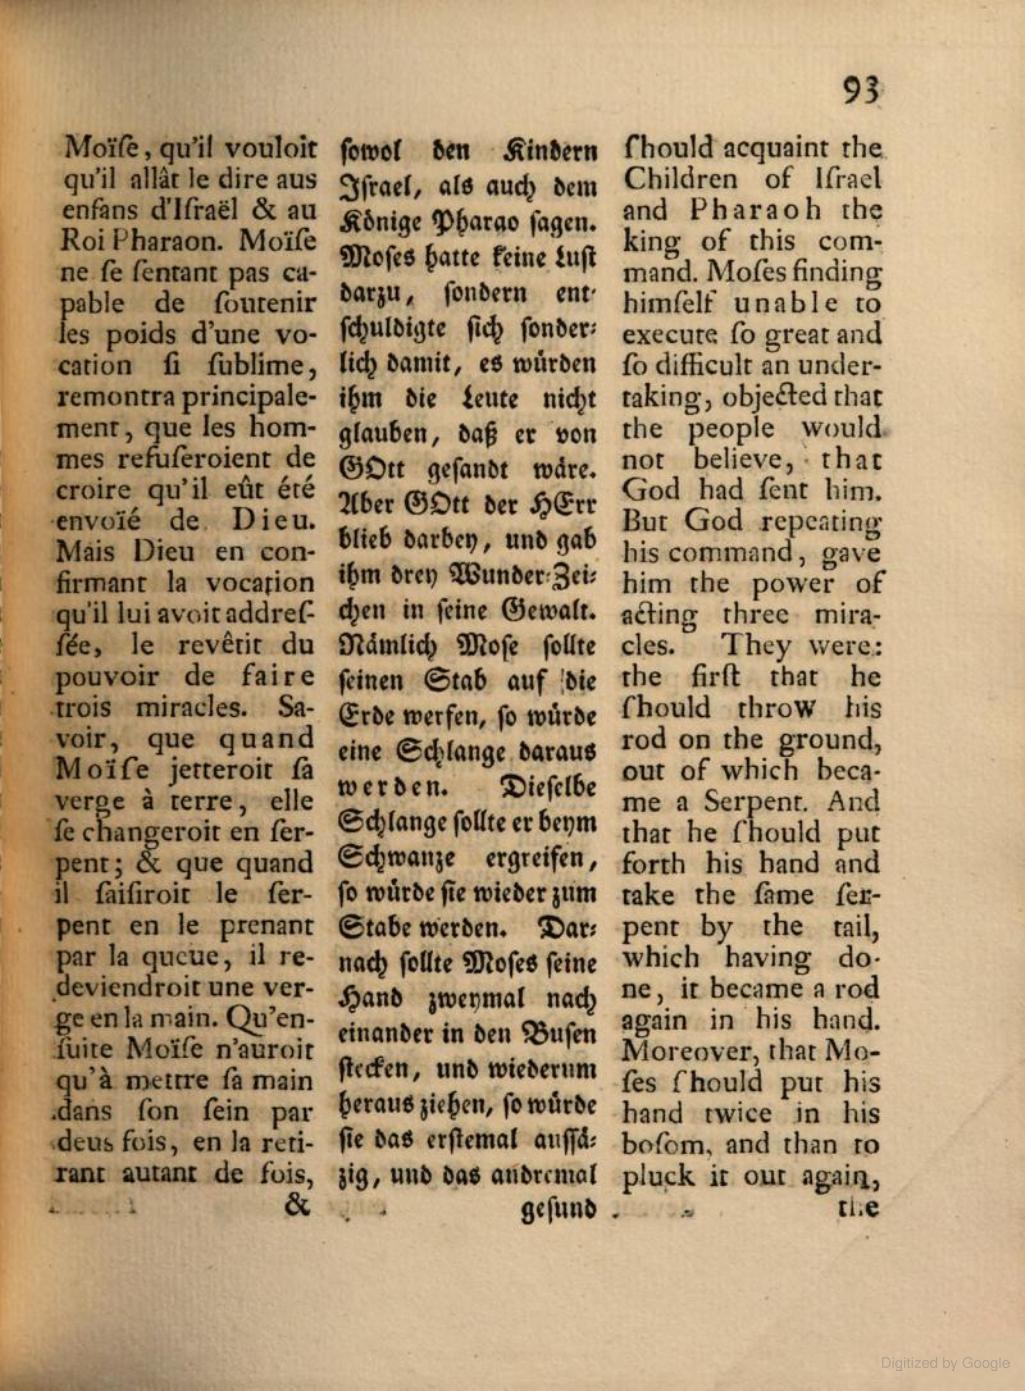 93
Moïſe, qu'il vouloit
qu'il allât le dire aus
enfans d'Iſraël & au
Roi Pharaon. Moïſe
ne ſe ſentant pas ca-
pable de ſoutenir
les poids d'une vo-
cation ſi ſublime,
remontra principale-
ment, que les hom-
mes refuſeroient de
croire qu'il eût été
envoïé de Dieu.
Mais Dieu en con-
firmant la vocation
qu'il lui avoit addreſ-
ſée, le revêtit du
pouvoir de faire
trois miracles. Sa-
voir, que quand
Moïſe jetteroit ſa
verge à terre, elle
ſe changeroit en ſer-
pent; & que quand
il ſaiſiroit le ſer-
pent en le prenant
par la queue, il re-
deviendroit une ver-
ge en la main. Qu'en-
ſuite Moïſe n'auroit
qu'à mettre ſa main
dans ſon ſein par
deus fois, en la reti-
rant autant de fois,
&
ſowol den Kindern
Iſrael, als auch dem
Könige Pharao ſagen.
Moſes hatte keine Luſt
darzu, ſondern ent-
ſchuldigte ſich ſonder-
lich damit, es würden
ihm die Leute nicht
glauben, daß er von
GOtt geſandt wäre.
Aber GOtt der HErr
blieb darbey, und gab
ihm drey Wunder-Zei-
chen in ſeine Gewalt.
Nämlich Moſe ſollte
ſeinen Stab auf die
Erde werfen, ſo würde
eine Schlange daraus
werden. Dieſelbe
Schlange ſollte er beym
Schwanze ergreifen,
ſo würde ſie wieder zum
Stabe werden. Dar-
nach ſollte Moſes ſeine
Hand zweymal nach
einander in den Buſen
ſtecken, und wiederum
heraus ziehen, ſo würde
ſie das erſtemal auſſä-
zig, und das andremal
geſund
ſhould acquaint the
Children of Iſrael
and Pharaoh the
king of this com-
mand. Moſes finding
himſelf unable to
execute ſo great and
ſo difficult an under-
taking, objected that
the people would
not believe, that
God had ſent him.
But God repeating
his command, gave
him the power of
acting three mira-
cles. They were:
the firſt that he
ſhould throW his
rod on the ground,
out of which beca-
me a Serpent. And
that he ſhould put
forth his hand and
take the ſame ſer-
pent by the tail,
which having do-
ne, it became a rod
again in his hand.
Moreover, that Mo-
ſes ſhould put his
hand twice in his
boſom, and than to
pluck it out again,
the
Digitized by Google